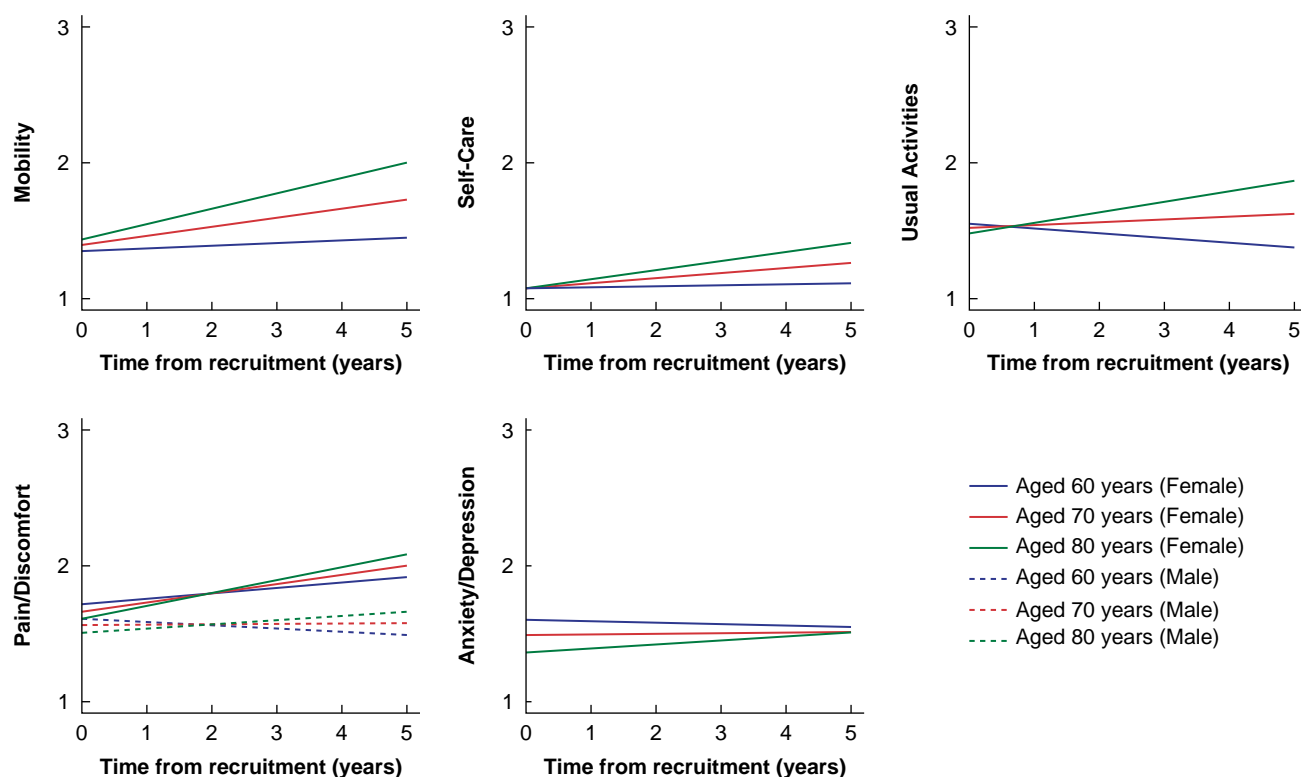 3
2
1
Mobility
0 1 2 3 4 5
Time from recruitment (years)
3
2
1
Self-Care
0 1 2 3 4 5
Time from recruitment (years)
3
2
1
Usual Activities
0 1 2 3 4 5
Time from recruitment (years)
3
2
1
Pain/Discomfort
0 1 2 3 4 5
Time from recruitment (years)
3
2
1
Anxiety/Depression
0 1 2 3 4 5
Time from recruitment (years)
Aged 60 years (Female)
Aged 70 years (Female)
Aged 80 years (Female)
Aged 60 years (Male)
Aged 70 years (Male)
Aged 80 years (Male)